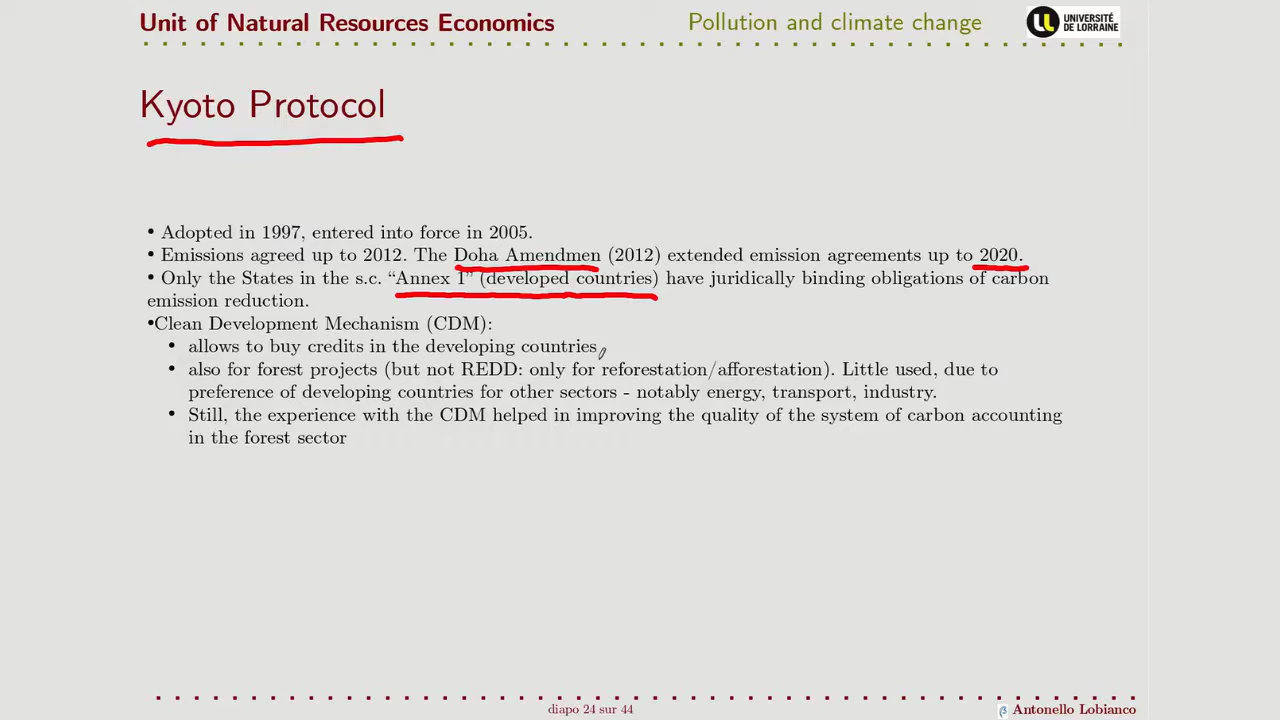 Unit of Natural Resources Economics
Pollution and climate change
UL UNIVERSITÉ
DE LORRAINE
Kyoto Protocol
• Adopted in 1997, entered into force in 2005.
• Emissions agreed up to 2012. The Doha Amendmen (2012) extended emission agreements up to 2020.
• Only the States in the s.c. “Annex 1” (developed countries) have juridically binding obligations of carbon
emission reduction.
•Clean Development Mechanism (CDM):
• allows to buy credits in the developing countries
• also for forest projects (but not REDD: only for reforestation/afforestation). Little used, due to
preference of developing countries for other sectors - notably energy, transport, industry.
• Still, the experience with the CDM helped in improving the quality of the system of carbon accounting
in the forest sector
diapo 24 sur 44
β Antonello Lobianco